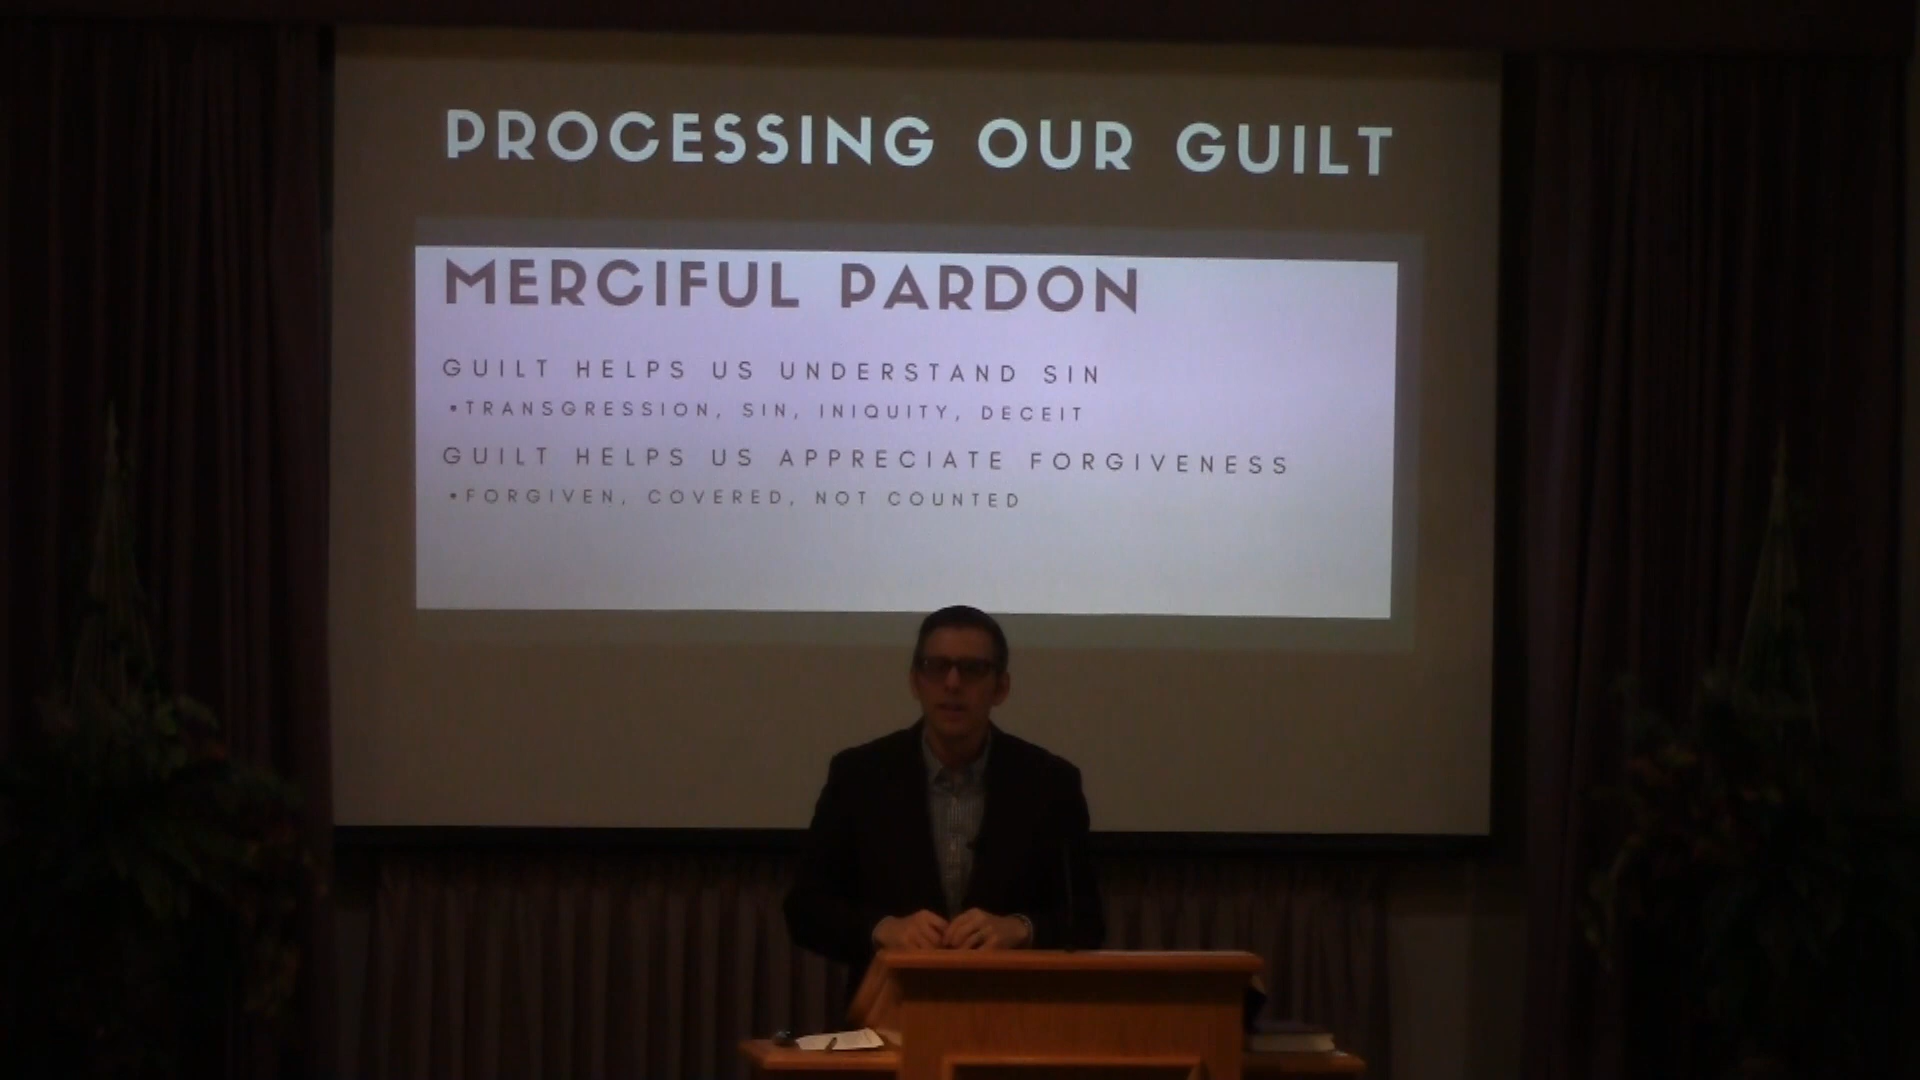 PROCESSING OUR GUILT
MERCIFUL PARDON
GUILT HELPS US UNDERSTAND SIN
•TRANSGRESSION, SIN, INIQUITY, DECEIT
GUILT HELPS US APPRECIATE FORGIVENESS
•FORGIVEN, COVERED, NOT COUNTED